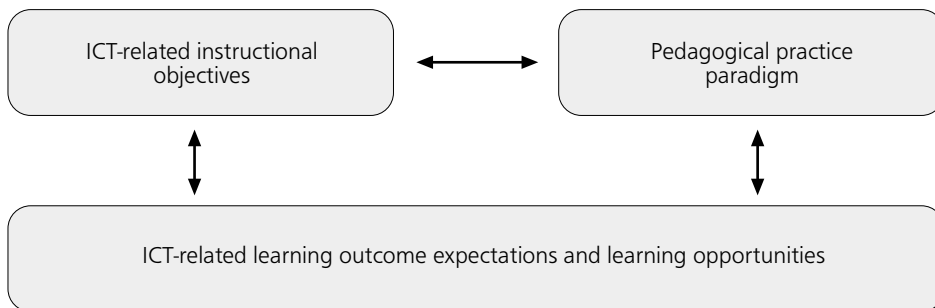 ICT-related instructional
objectives
Pedagogical practice
paradigm
ICT-related learning outcome expectations and learning opportunities